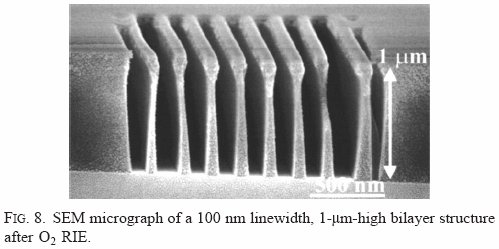 1 μm
500 nm
FIG. 8. SEM micrograph of a 100 nm linewidth, 1-μm-high bilayer structure
after O₂ RIE.